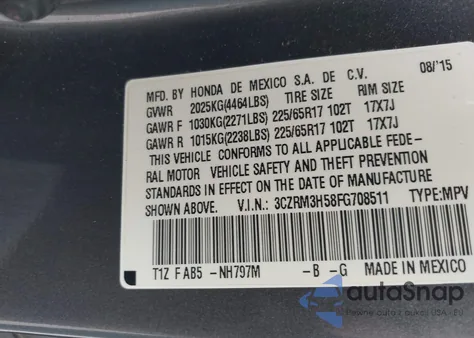 MFD. BY HONDA DE MEXICO S.A. DE C.V. 08/'15
GVWR 2025KG(4464LBS) TIRE SIZE RIM SIZE
GAWR F 1030KG(2271LBS) 225/65R17 102T 17X7J
GAWR R 1015KG(2238LBS) 225/65R17 102T 17X7J
THIS VEHICLE CONFORMS TO ALL APPLICABLE FEDE-
RAL MOTOR VEHICLE SAFETY AND THEFT PREVENTION
STANDARDS IN EFFECT ON THE DATE OF MANUFACTURE
SHOWN ABOVE. V.I.N.: 3CZRM3H58FG708511 TYPE:MPV
T1Z F AB5 -NH797M -B -G MADE IN MEXICO
autoSnap